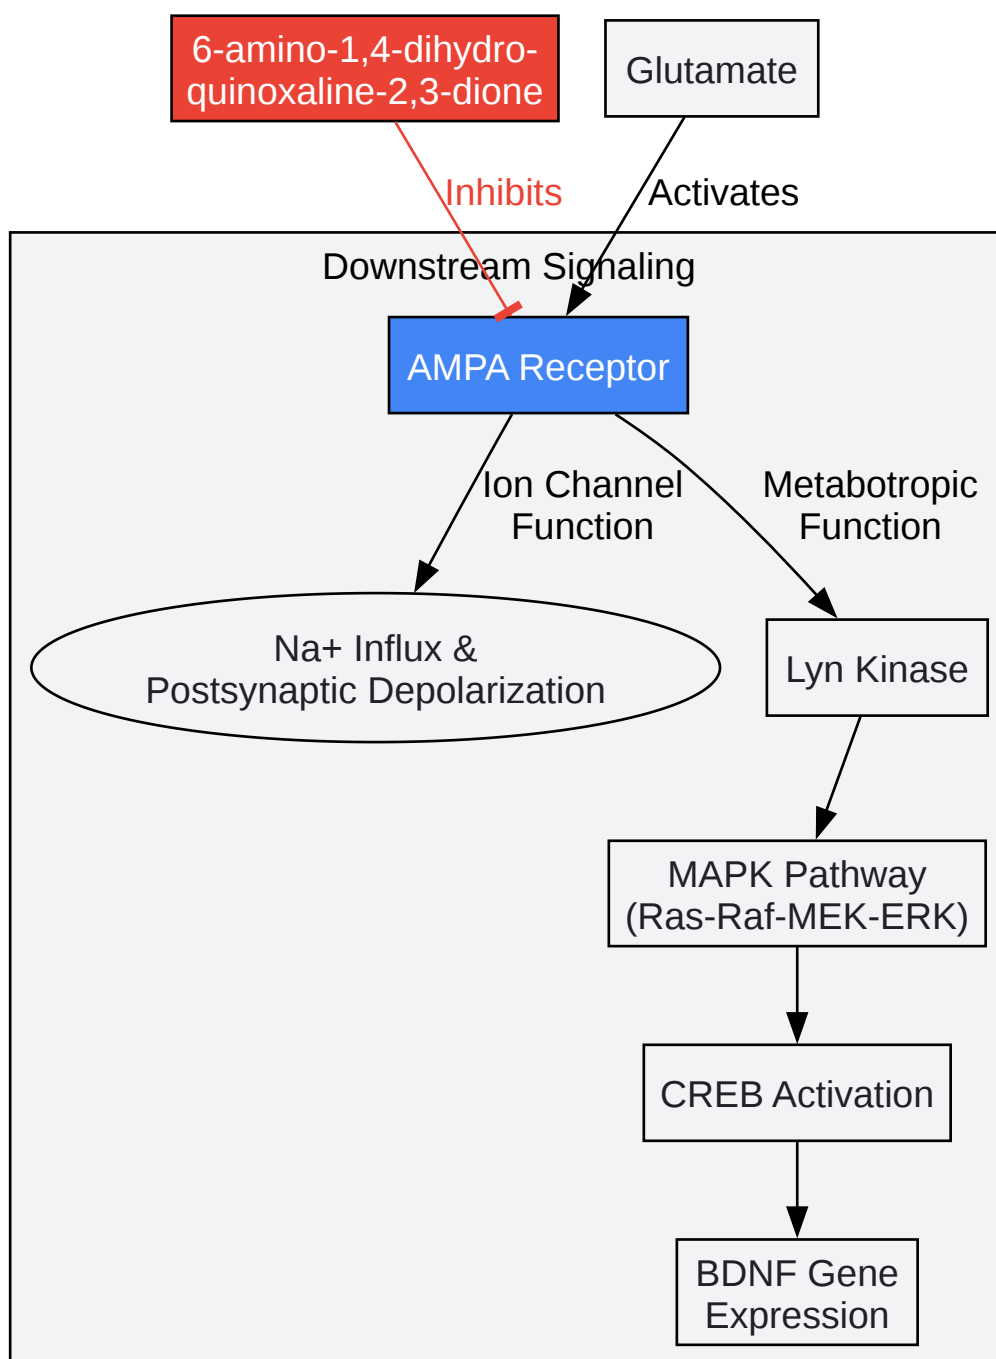 6-amino-1,4-dihydro-
quinoxaline-2,3-dione
Glutamate
Inhibits
Activates
Downstream Signaling
AMPA Receptor
Ion Channel
Function
Metabotropic
Function
Na+ Influx &
Postsynaptic Depolarization
Lyn Kinase
MAPK Pathway
(Ras-Raf-MEK-ERK)
CREB Activation
BDNF Gene
Expression